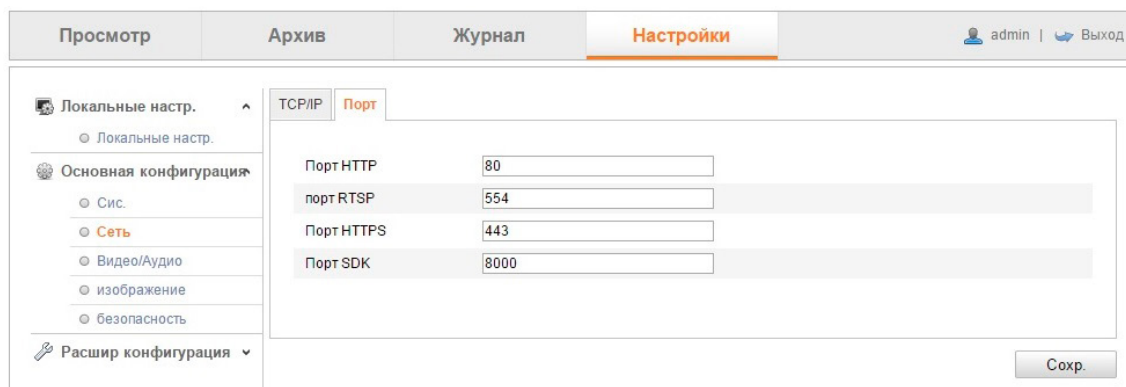 Просмотр Архив Журнал Настройки admin | Выход
Локальные настр.
Локальные настр.
Основная конфигурация
Сис.
Сеть
Видео/Аудио
изображение
безопасность
Расшир конфигурация
TCP/IP Порт
Порт HTTP 80
порт RTSP 554
Порт HTTPS 443
Порт SDK 8000
Сохр.